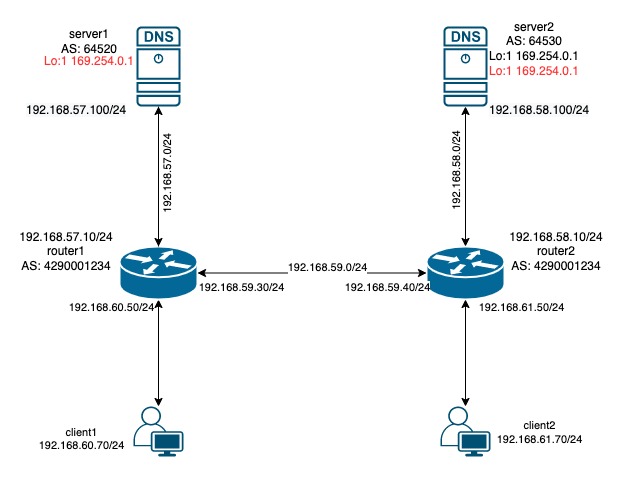 server1
AS: 64520
Lo:1 169.254.0.1
DNS
192.168.57.100/24
server2
AS: 64530
Lo:1 169.254.0.1
Lo:1 169.254.0.1
DNS
192.168.58.100/24
192.168.57.0/24
192.168.58.0/24
192.168.57.10/24
router1
AS: 4290001234
192.168.58.10/24
router2
AS: 4290001234
192.168.59.0/24
192.168.59.30/24
192.168.59.40/24
192.168.60.50/24
192.168.61.50/24
client1
192.168.60.70/24
client2
192.168.61.70/24